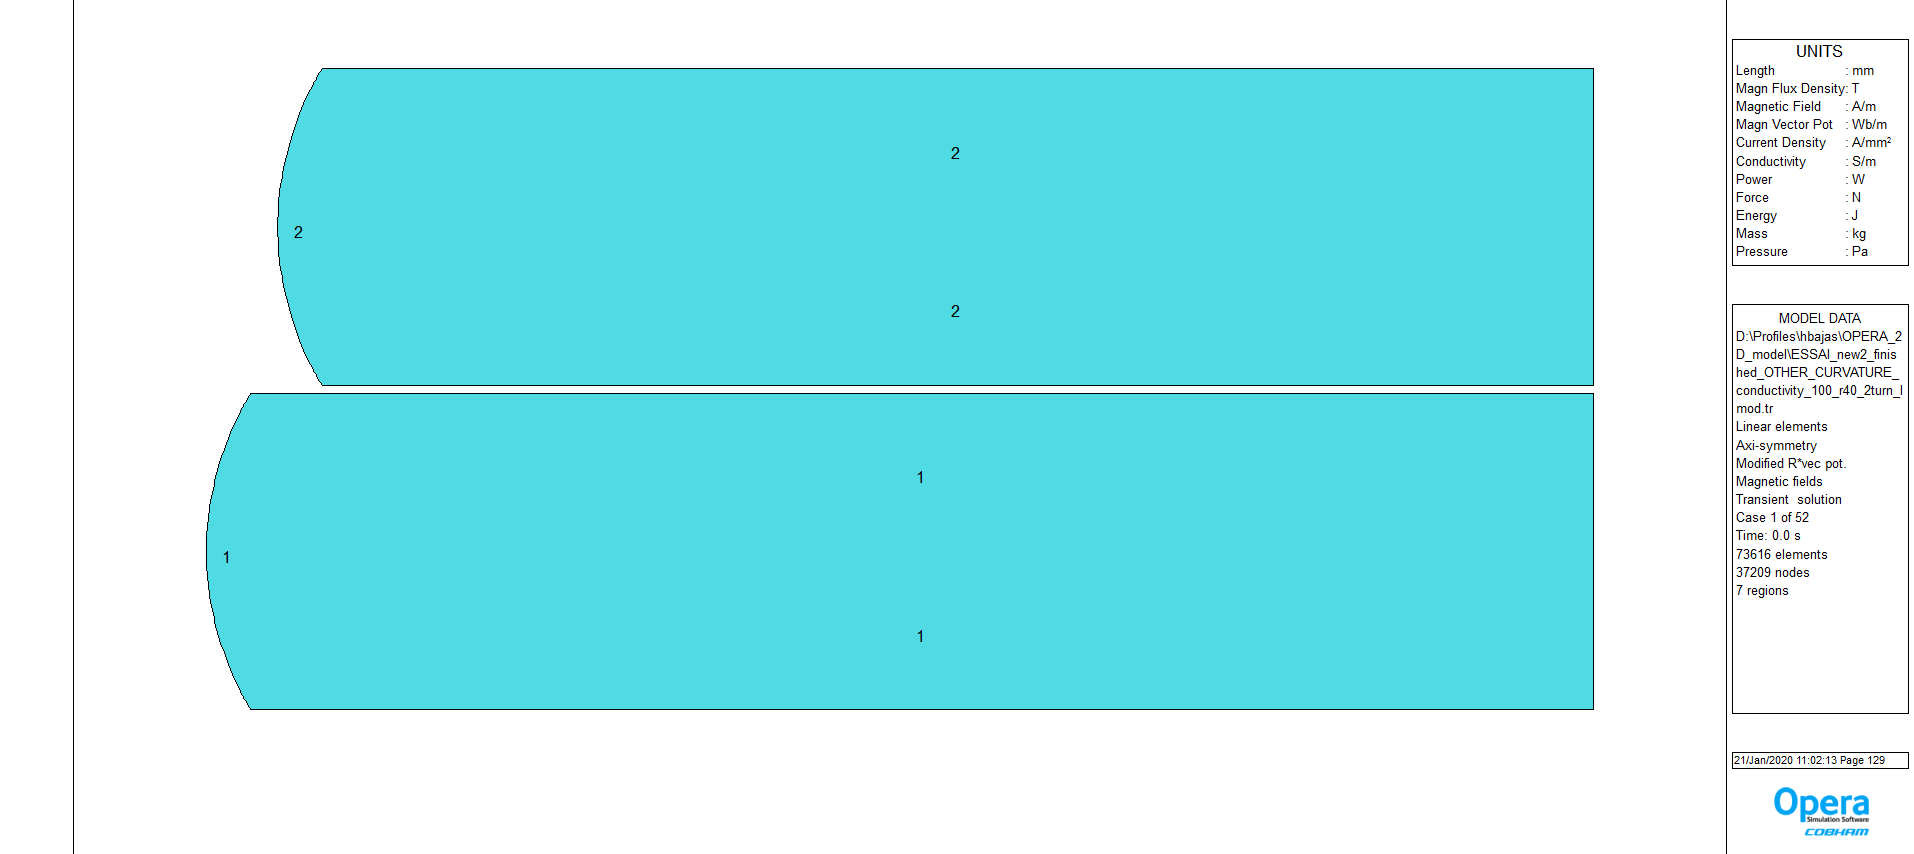 2
2
2
1
1
1
UNITS
Length : mm
Magn Flux Density: T
Magnetic Field : A/m
Magn Vector Pot : Wb/m
Current Density : A/mm²
Conductivity : S/m
Power : W
Force : N
Energy : J
Mass : kg
Pressure : Pa
MODEL DATA
D:\Profiles\hbajas\OPERA_2
D_model\ESSAI_new2_finis
hed_OTHER_CURVATURE_
conductivity_100_r40_2turn_l
mod.tr
Linear elements
Axi-symmetry
Modified R*vec pot.
Magnetic fields
Transient solution
Case 1 of 52
Time: 0.0 s
73616 elements
37209 nodes
7 regions
21/Jan/2020 11:02:13 Page 129
Opera
Simulation Software
COBHAM